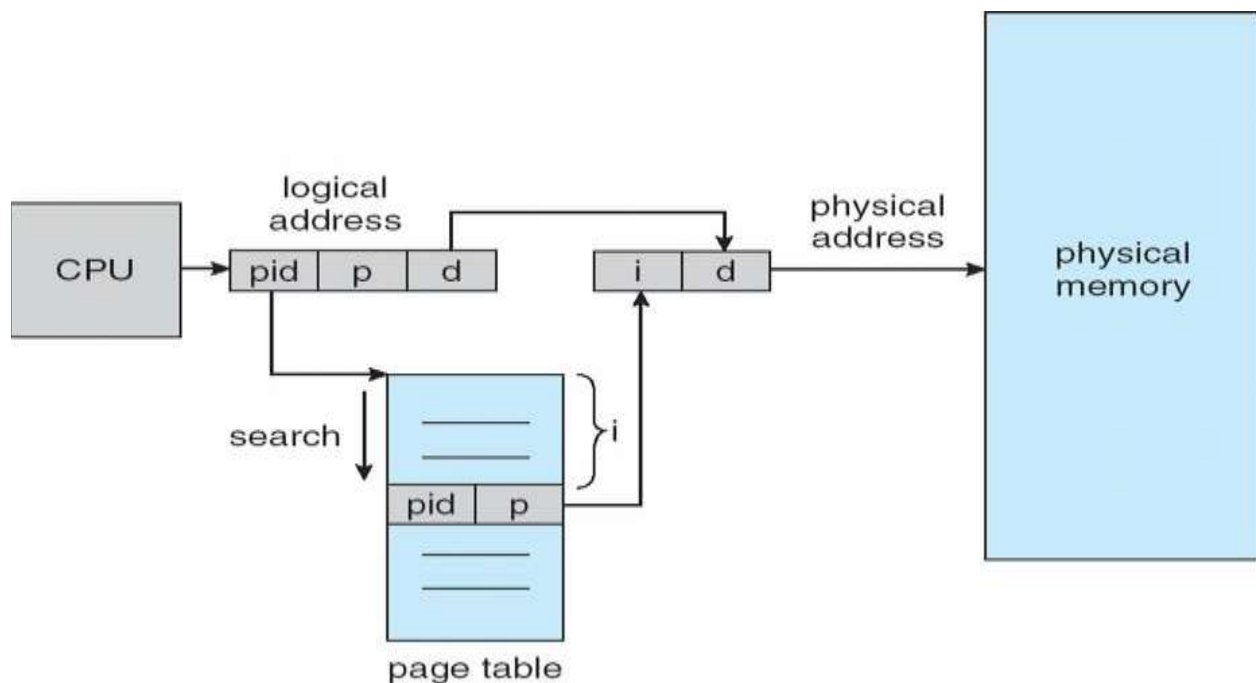 logical
address
CPU
pid p d
i d
physical
address
physical
memory
search
i
pid p
page table